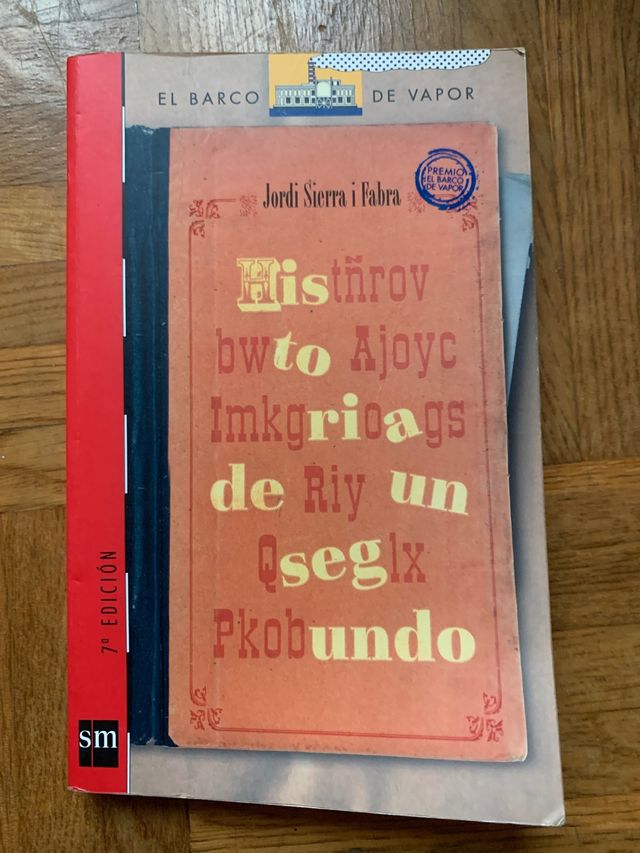 EL BARCO DE VAPOR
Jordi Sierra i Fabra
PREMIO
EL BARCO
DE VAPOR
Histñrov
bwto Ajoyc
Imkgrioags
de Riy un
Qseglx
Pkobundo
7ª EDICIÓN
sm